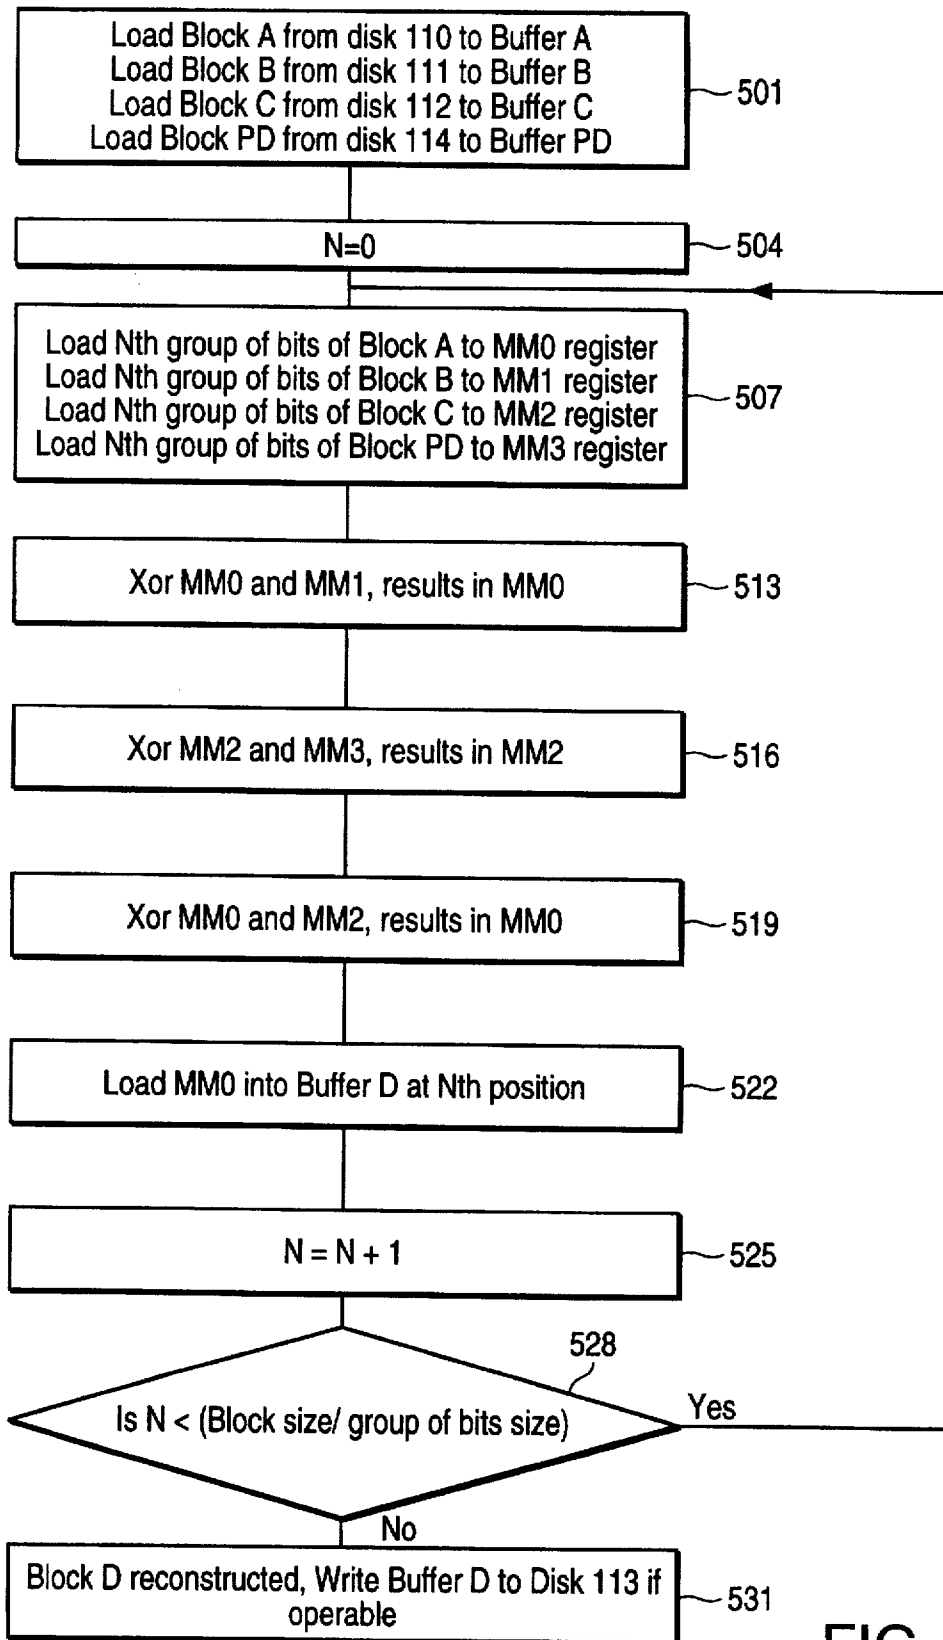 Load Block A from disk 110 to Buffer A
Load Block B from disk 111 to Buffer B
Load Block C from disk 112 to Buffer C
Load Block PD from disk 114 to Buffer PD
501
N=0
504
Load Nth group of bits of Block A to MM0 register
Load Nth group of bits of Block B to MM1 register
Load Nth group of bits of Block C to MM2 register
Load Nth group of bits of Block PD to MM3 register
507
Xor MM0 and MM1, results in MM0
513
Xor MM2 and MM3, results in MM2
516
Xor MM0 and MM2, results in MM0
519
Load MM0 into Buffer D at Nth position
522
N = N + 1
525
528
Is N < (Block size/ group of bits size)
Yes
No
Block D reconstructed, Write Buffer D to Disk 113 if
operable
531
FIG